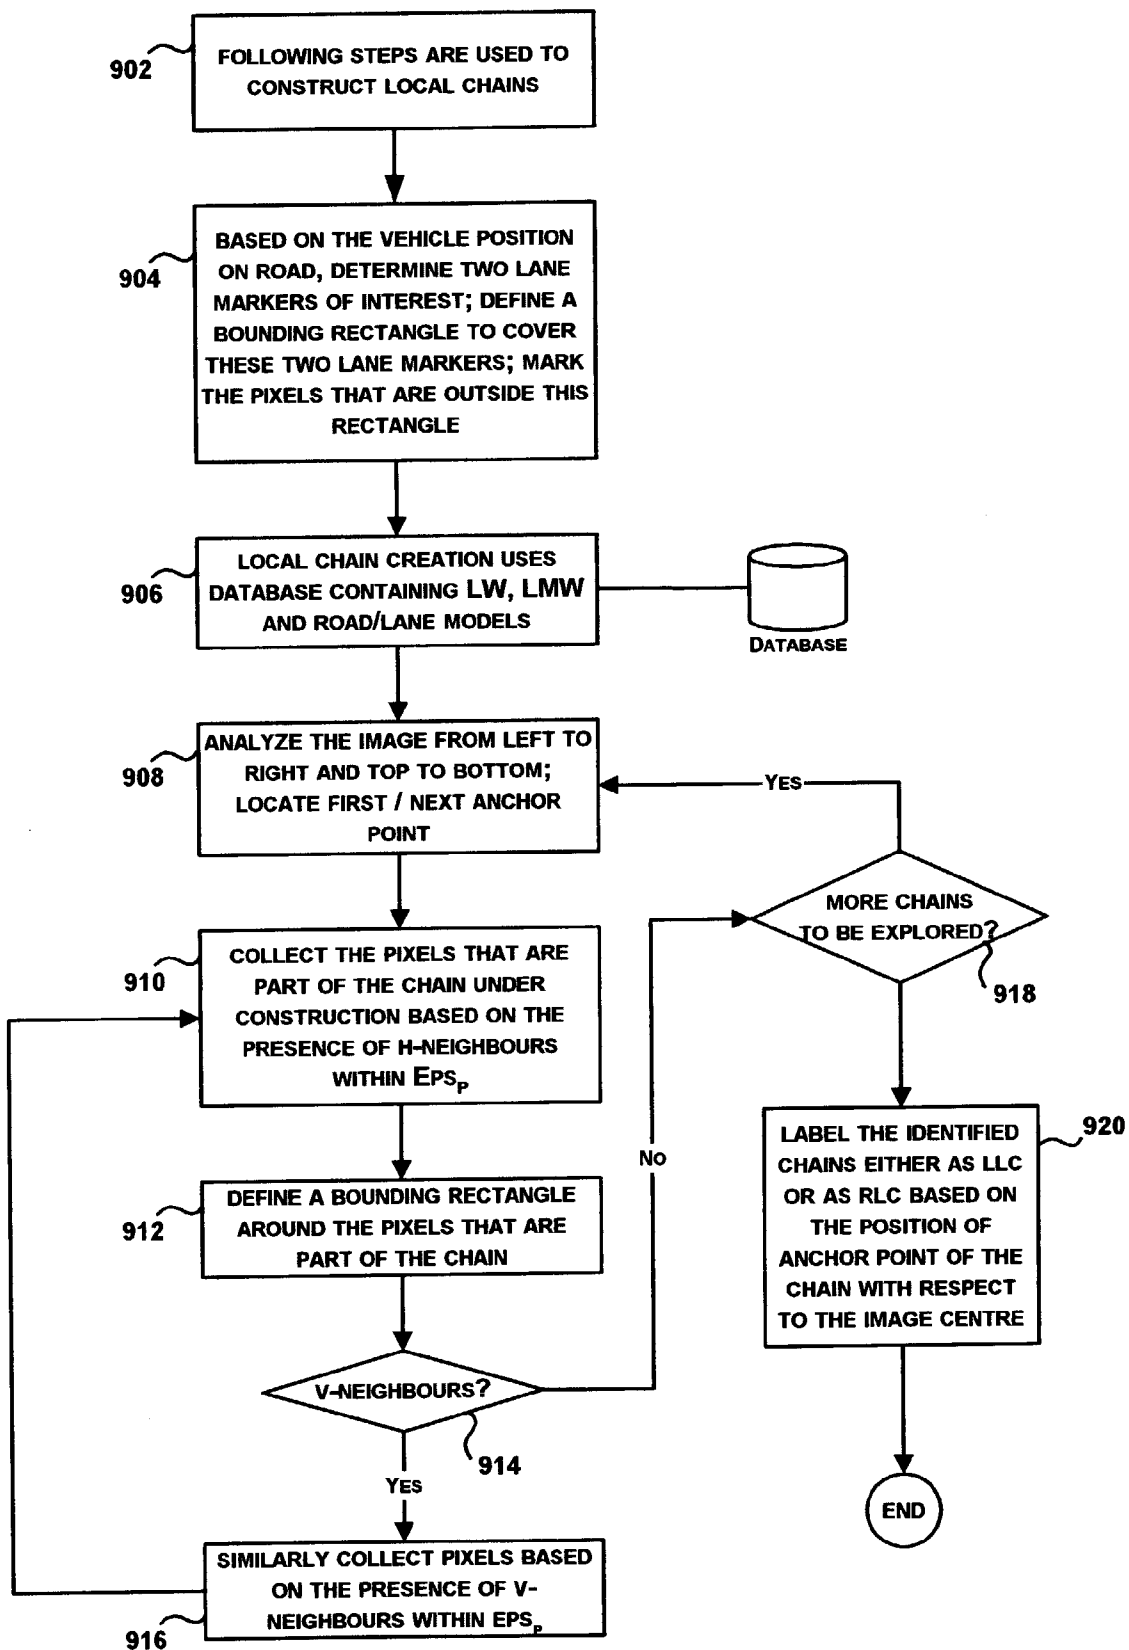 902
FOLLOWING STEPS ARE USED TO
CONSTRUCT LOCAL CHAINS
904
BASED ON THE VEHICLE POSITION
ON ROAD, DETERMINE TWO LANE
MARKERS OF INTEREST; DEFINE A
BOUNDING RECTANGLE TO COVER
THESE TWO LANE MARKERS; MARK
THE PIXELS THAT ARE OUTSIDE THIS
RECTANGLE
906
LOCAL CHAIN CREATION USES
DATABASE CONTAINING LW, LMW
AND ROAD/LANE MODELS
DATABASE
908
ANALYZE THE IMAGE FROM LEFT TO
RIGHT AND TOP TO BOTTOM;
LOCATE FIRST / NEXT ANCHOR
POINT
YES
MORE CHAINS
TO BE EXPLORED?
918
910
COLLECT THE PIXELS THAT ARE
PART OF THE CHAIN UNDER
CONSTRUCTION BASED ON THE
PRESENCE OF H-NEIGHBOURS
WITHIN EPSP
912
DEFINE A BOUNDING RECTANGLE
AROUND THE PIXELS THAT ARE
PART OF THE CHAIN
NO
920
LABEL THE IDENTIFIED
CHAINS EITHER AS LLC
OR AS RLC BASED ON
THE POSITION OF
ANCHOR POINT OF THE
CHAIN WITH RESPECT
TO THE IMAGE CENTRE
V-NEIGHBOURS?
914
YES
END
916
SIMILARLY COLLECT PIXELS BASED
ON THE PRESENCE OF V-
NEIGHBOURS WITHIN EPSP